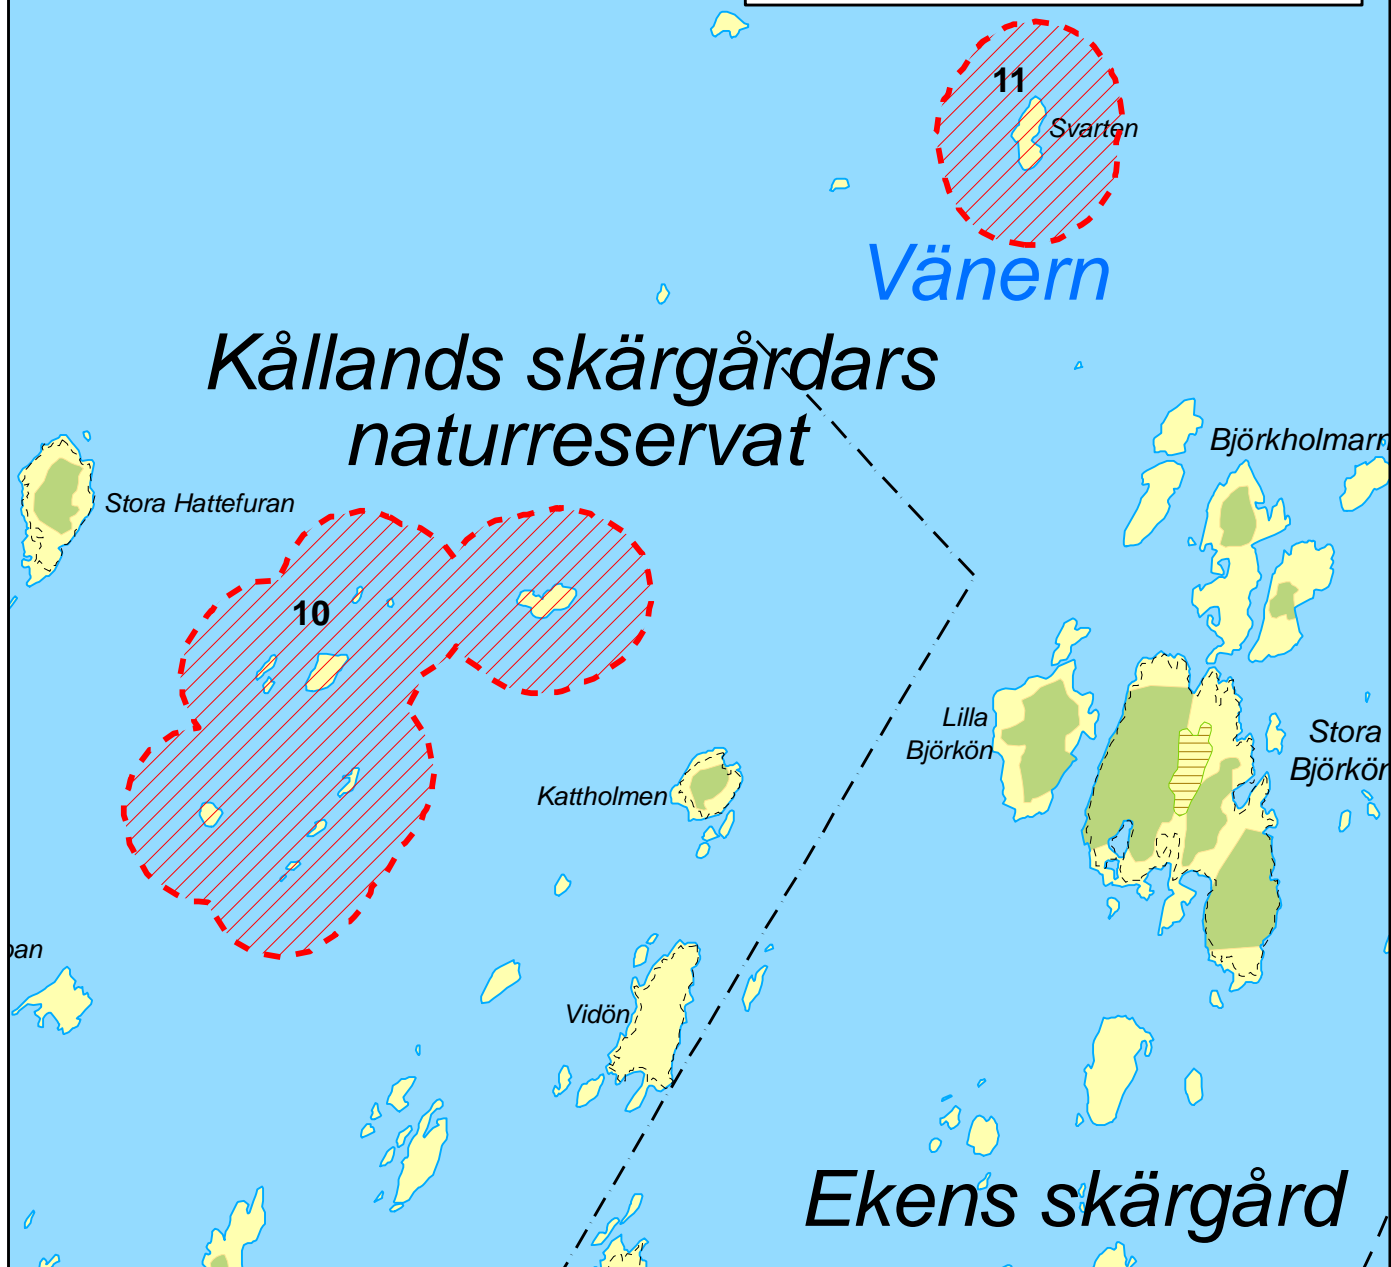 11
Svarten
Vänern
Kållands skärgårdars
naturreservat
Björkholmarn
Stora Hattefuran
10
Lilla
Björkön
Stora
Björkön
Kattholmen
pan
Vidön
Ekens skärgård